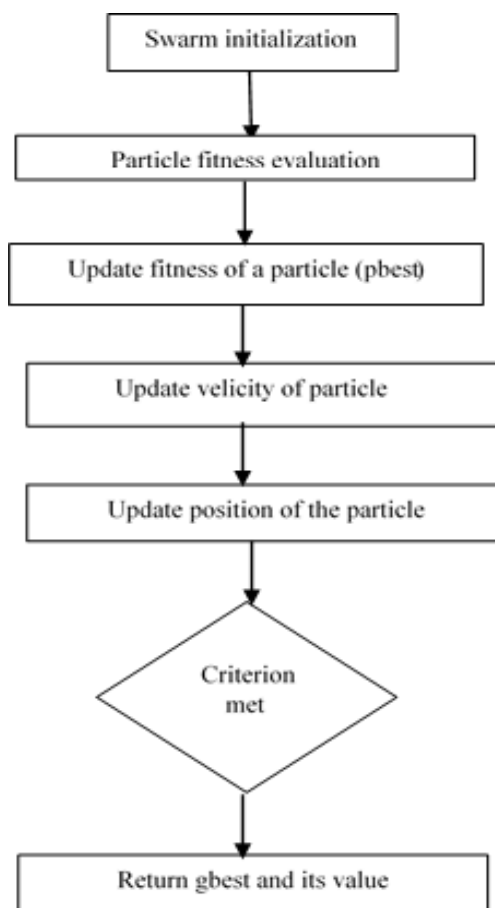 Swarm initialization
Particle fitness evaluation
Update fitness of a particle (pbest)
Update velicity of particle
Update position of the particle
Criterion
met
Return gbest and its value